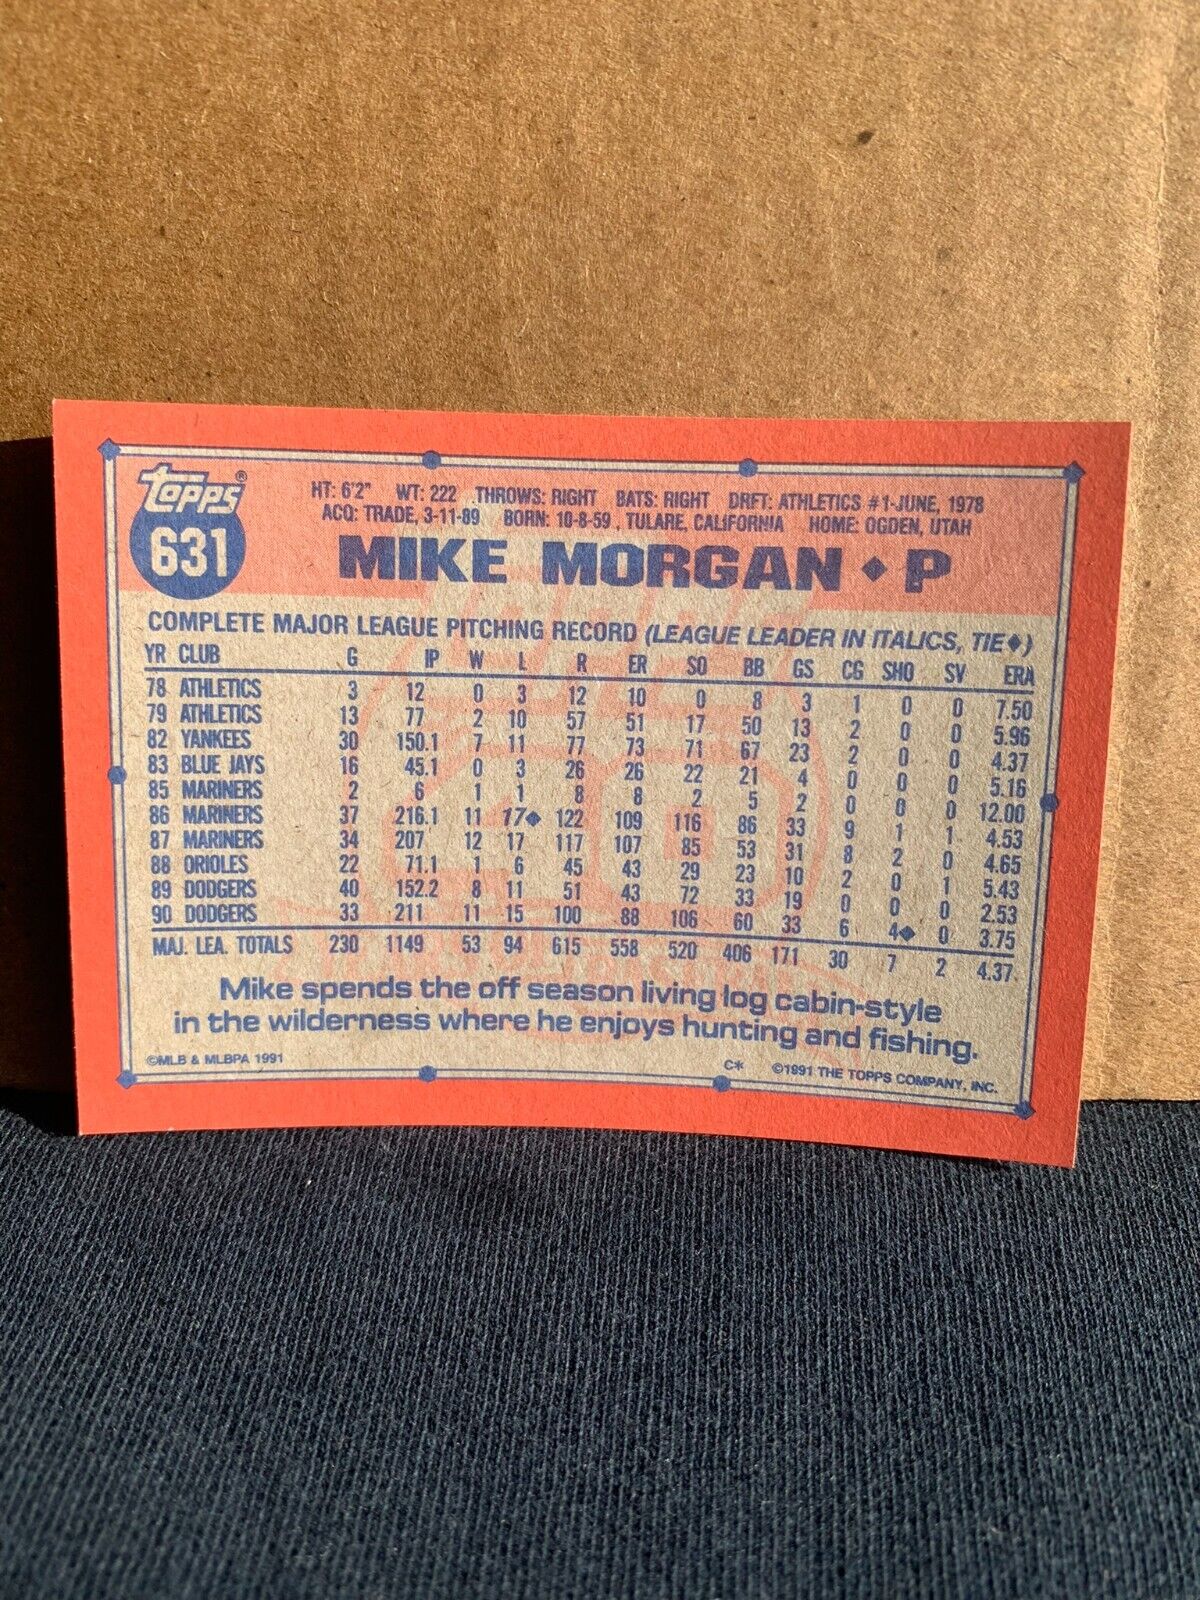 topps®
631
HT: 6'2" WT: 222 THROWS: RIGHT BATS: RIGHT DRFT: ATHLETICS #1-JUNE, 1978
ACQ: TRADE, 3-11-89 BORN: 10-8-59 , TULARE, CALIFORNIA HOME: OGDEN, UTAH
MIKE MORGAN ◆ P
COMPLETE MAJOR LEAGUE PITCHING RECORD (LEAGUE LEADER IN ITALICS, TIE◆)
YR CLUB G IP W L R ER SO BB GS CG SHO SV ERA
78 ATHLETICS 3 12 0 3 12 10 0 8 3 1 0 0 7.50
79 ATHLETICS 13 77 2 10 57 51 17 50 13 2 0 0 5.96
82 YANKEES 30 150.1 7 11 77 73 71 67 23 2 0 0 4.37
83 BLUE JAYS 16 45.1 0 3 26 26 22 21 4 0 0 0 5.16
85 MARINERS 2 6 1 1 8 8 2 5 2 0 0 0 12.00
86 MARINERS 37 216.1 11 17◆ 122 109 116 86 33 9 1 1 4.53
87 MARINERS 34 207 12 17 117 107 85 53 31 8 2 0 4.65
88 ORIOLES 22 71.1 1 6 45 43 29 23 10 2 0 1 5.43
89 DODGERS 40 152.2 8 11 51 43 72 33 19 0 0 0 2.53
90 DODGERS 33 211 11 15 100 88 106 60 33 6 4◆ 0 3.75
MAJ. LEA. TOTALS 230 1149 53 94 615 558 520 406 171 30 7 2 4.37
Mike spends the off season living log cabin-style
in the wilderness where he enjoys hunting and fishing.
©MLB & MLBPA 1991 C* ©1991 THE TOPPS COMPANY, INC.